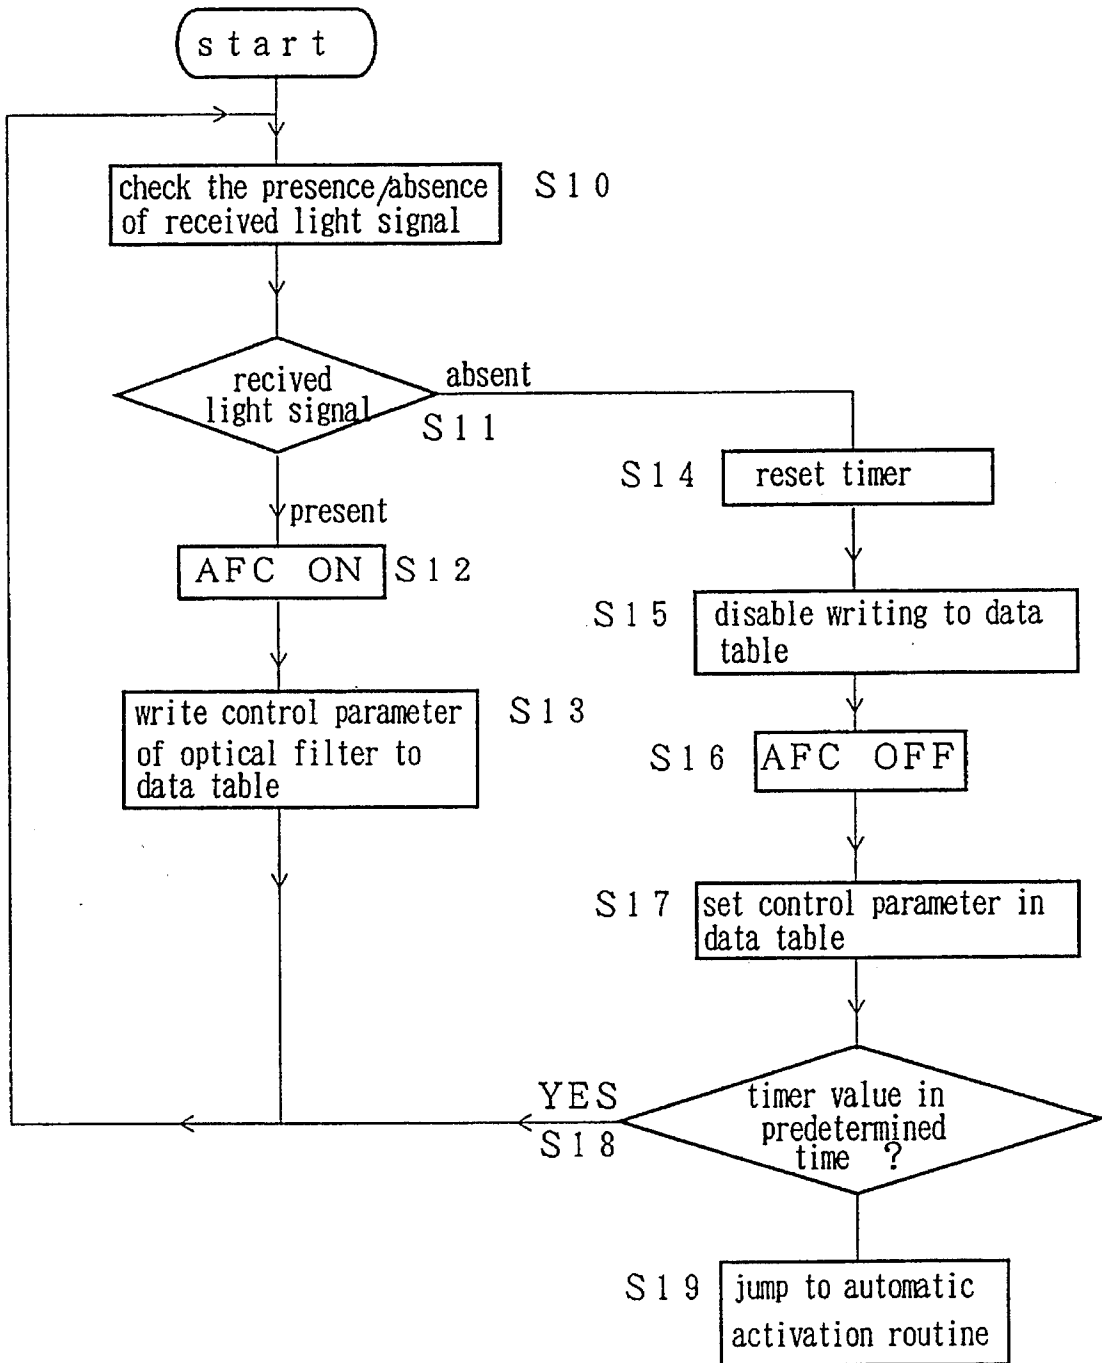 start
check the presence/absence
of received light signal
S10
recived
light signal
absent
S11
present
AFC ON
S12
write control parameter
of optical filter to
data table
S13
S14
reset timer
S15
disable writing to data
table
S16
AFC OFF
S17
set control parameter in
data table
timer value in
predetermined
time ?
YES
S18
S19
jump to automatic
activation routine